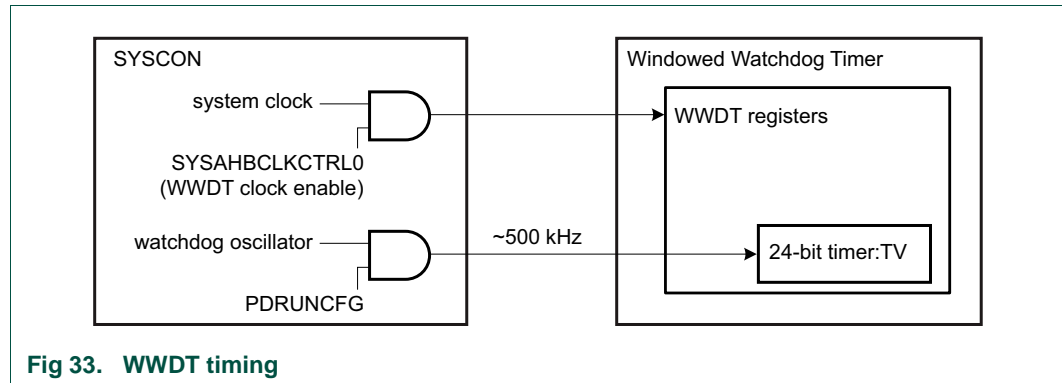 SYSCON
system clock
SYSAHBCLKCTRL0
(WWDT clock enable)
watchdog oscillator
PDRUNCFG
~500 kHz
Windowed Watchdog Timer
WWDT registers
24-bit timer:TV
Fig 33. WWDT timing